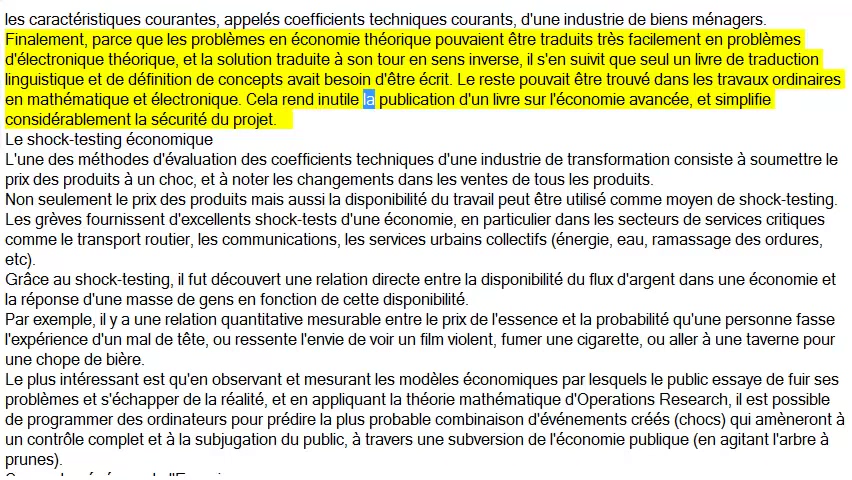 les caractéristiques courantes, appelés coefficients techniques courants, d'une industrie de biens ménagers.
Finalement, parce que les problèmes en économie théorique pouvaient être traduits très facilement en problèmes
d'électronique théorique, et la solution traduite à son tour en sens inverse, il s'en suivit que seul un livre de traduction
linguistique et de définition de concepts avait besoin d'être écrit. Le reste pouvait être trouvé dans les travaux ordinaires
en mathématique et électronique. Cela rend inutile la publication d'un livre sur l'économie avancée, et simplifie
considérablement la sécurité du projet.
Le shock-testing économique
L'une des méthodes d'évaluation des coefficients techniques d'une industrie de transformation consiste à soumettre le
prix des produits à un choc, et à noter les changements dans les ventes de tous les produits.
Non seulement le prix des produits mais aussi la disponibilité du travail peut être utilisé comme moyen de shock-testing.
Les grèves fournissent d'excellents shock-tests d'une économie, en particulier dans les secteurs de services critiques
comme le transport routier, les communications, les services urbains collectifs (énergie, eau, ramassage des ordures,
etc).
Grâce au shock-testing, il fut découvert une relation directe entre la disponibilité du flux d'argent dans une économie et
la réponse d'une masse de gens en fonction de cette disponibilité.
Par exemple, il y a une relation quantitative mesurable entre le prix de l'essence et la probabilité qu'une personne fasse
l'expérience d'un mal de tête, ou ressente l'envie de voir un film violent, fumer une cigarette, ou aller à une taverne pour
une chope de bière.
Le plus intéressant est qu'en observant et mesurant les modèles économiques par lesquels le public essaye de fuir ses
problèmes et s'échapper de la réalité, et en appliquant la théorie mathématique d'Operations Research, il est possible
de programmer des ordinateurs pour prédire la plus probable combinaison d'événements créés (chocs) qui amèneront à
un contrôle complet et à la subjugation du public, à travers une subversion de l'économie publique (en agitant l'arbre à
prunes).